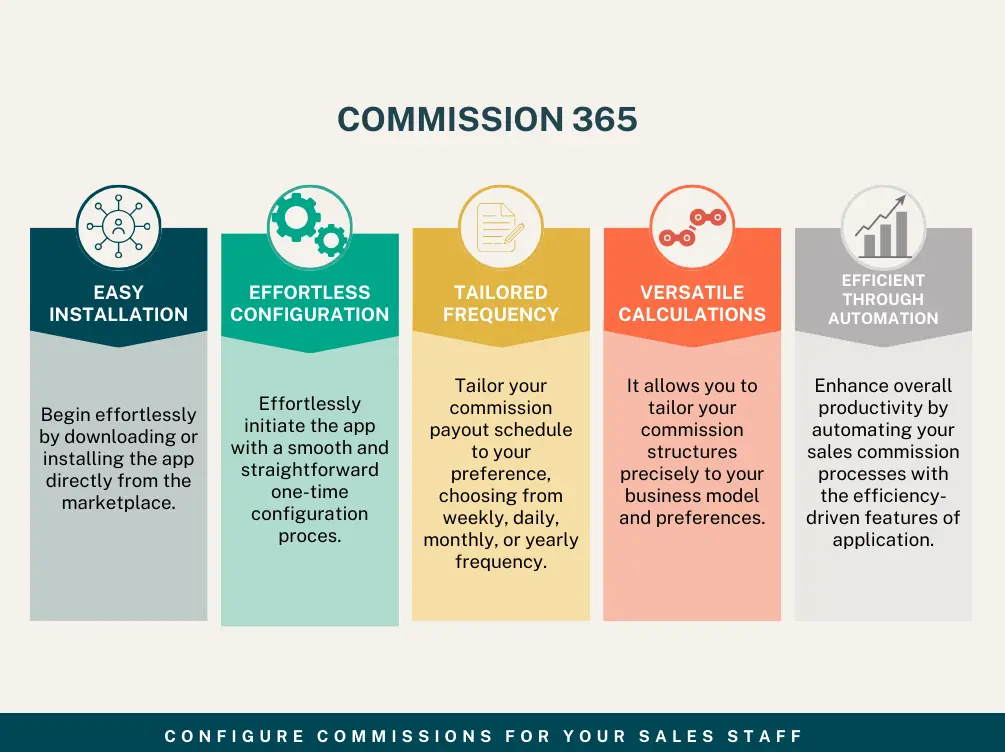 COMMISSION 365
EASY
INSTALLATION
Begin effortlessly
by downloading or
installing the app
directly from the
marketplace.
EFFORTLESS
CONFIGURATION
Effortlessly
initiate the app
with a smooth and
straightforward
one-time
configuration
proces.
TAILORED
FREQUENCY
Tailor your
commission
payout schedule
to your
preference,
choosing from
weekly, daily,
monthly, or yearly
frequency.
VERSATILE
CALCULATIONS
It allows you to
tailor your
commission
structures
precisely to your
business model
and preferences.
EFFICIENT
THROUGH
AUTOMATION
Enhance overall
productivity by
automating your
sales commission
processes with
the efficiency-
driven features of
application.
CONFIGURE COMMISSIONS FOR YOUR SALES STAFF